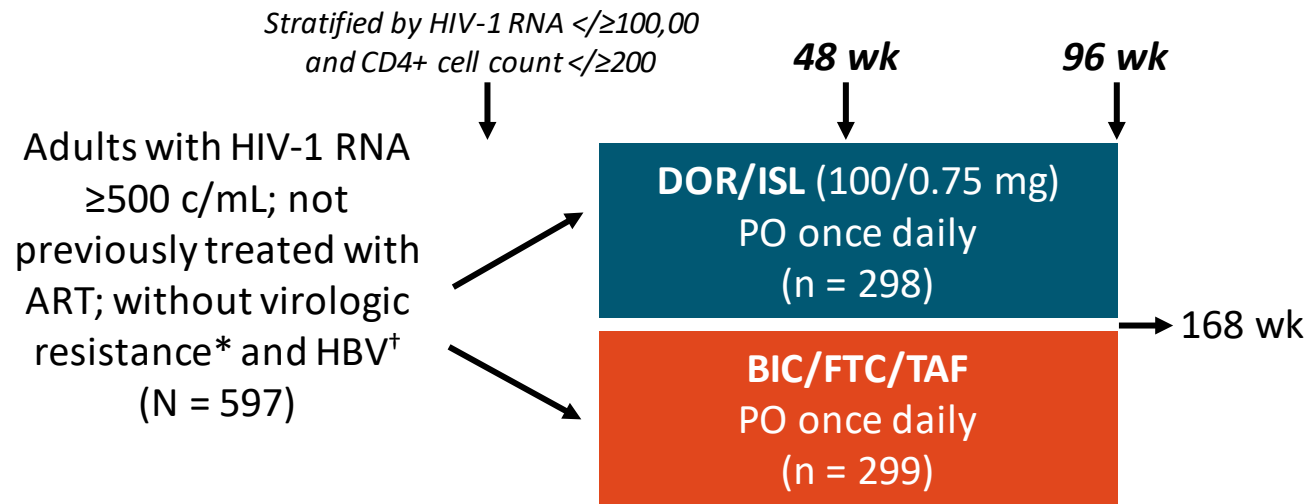 Stratified by HIV-1 RNA </≥100,00
and CD4+ cell count </≥200
48 wk
96 wk
Adults with HIV-1 RNA
≥500 c/mL; not
previously treated with
ART; without virologic
resistance* and HBV†
(N = 597)
DOR/ISL (100/0.75 mg)
PO once daily
(n = 298)
168 wk
BIC/FTC/TAF
PO once daily
(n = 299)